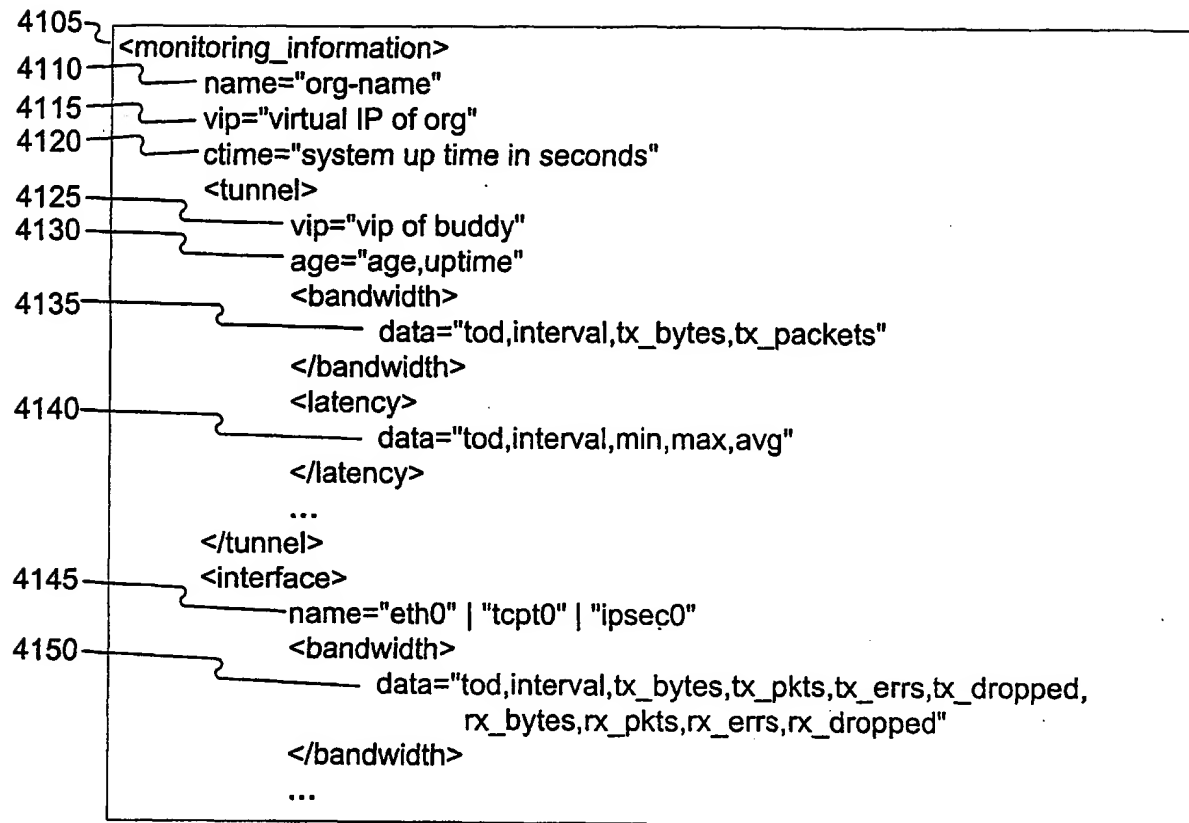 4105 <monitoring_information>
4110 name="org-name"
4115 vip="virtual IP of org"
4120 ctime="system up time in seconds"
<tunnel>
4125 vip="vip of buddy"
4130 age="age,uptime"
<bandwidth>
4135 data="tod,interval,tx_bytes,tx_packets"
</bandwidth>
<latency>
4140 data="tod,interval,min,max,avg"
</latency>
...
</tunnel>
<interface>
4145 name="eth0" | "tcpt0" | "ipsec0"
<bandwidth>
4150 data="tod,interval,tx_bytes,tx_pkts,tx_errs,tx_dropped,
rx_bytes,rx_pkts,rx_errs,rx_dropped"
</bandwidth>
...